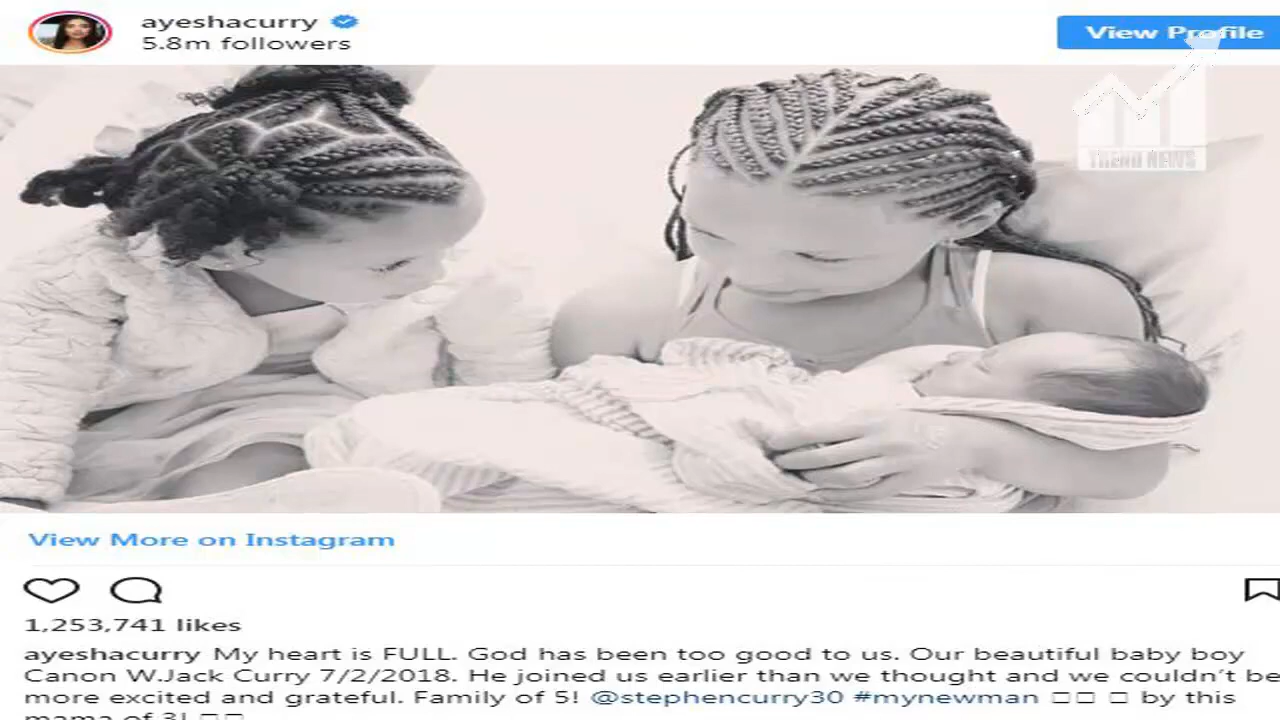 ayeshacurry
5.8m followers
View Profile
TREND NEWS
View More on Instagram
1,253,741 likes
ayeshacurry My heart is FULL. God has been too good to us. Our beautiful baby boy
Canon W.Jack Curry 7/2/2018. He joined us earlier than we thought and we couldn't be
more excited and grateful. Family of 5! @stephencurry30 #mynewman □□ □ by this
mama of 3! □□